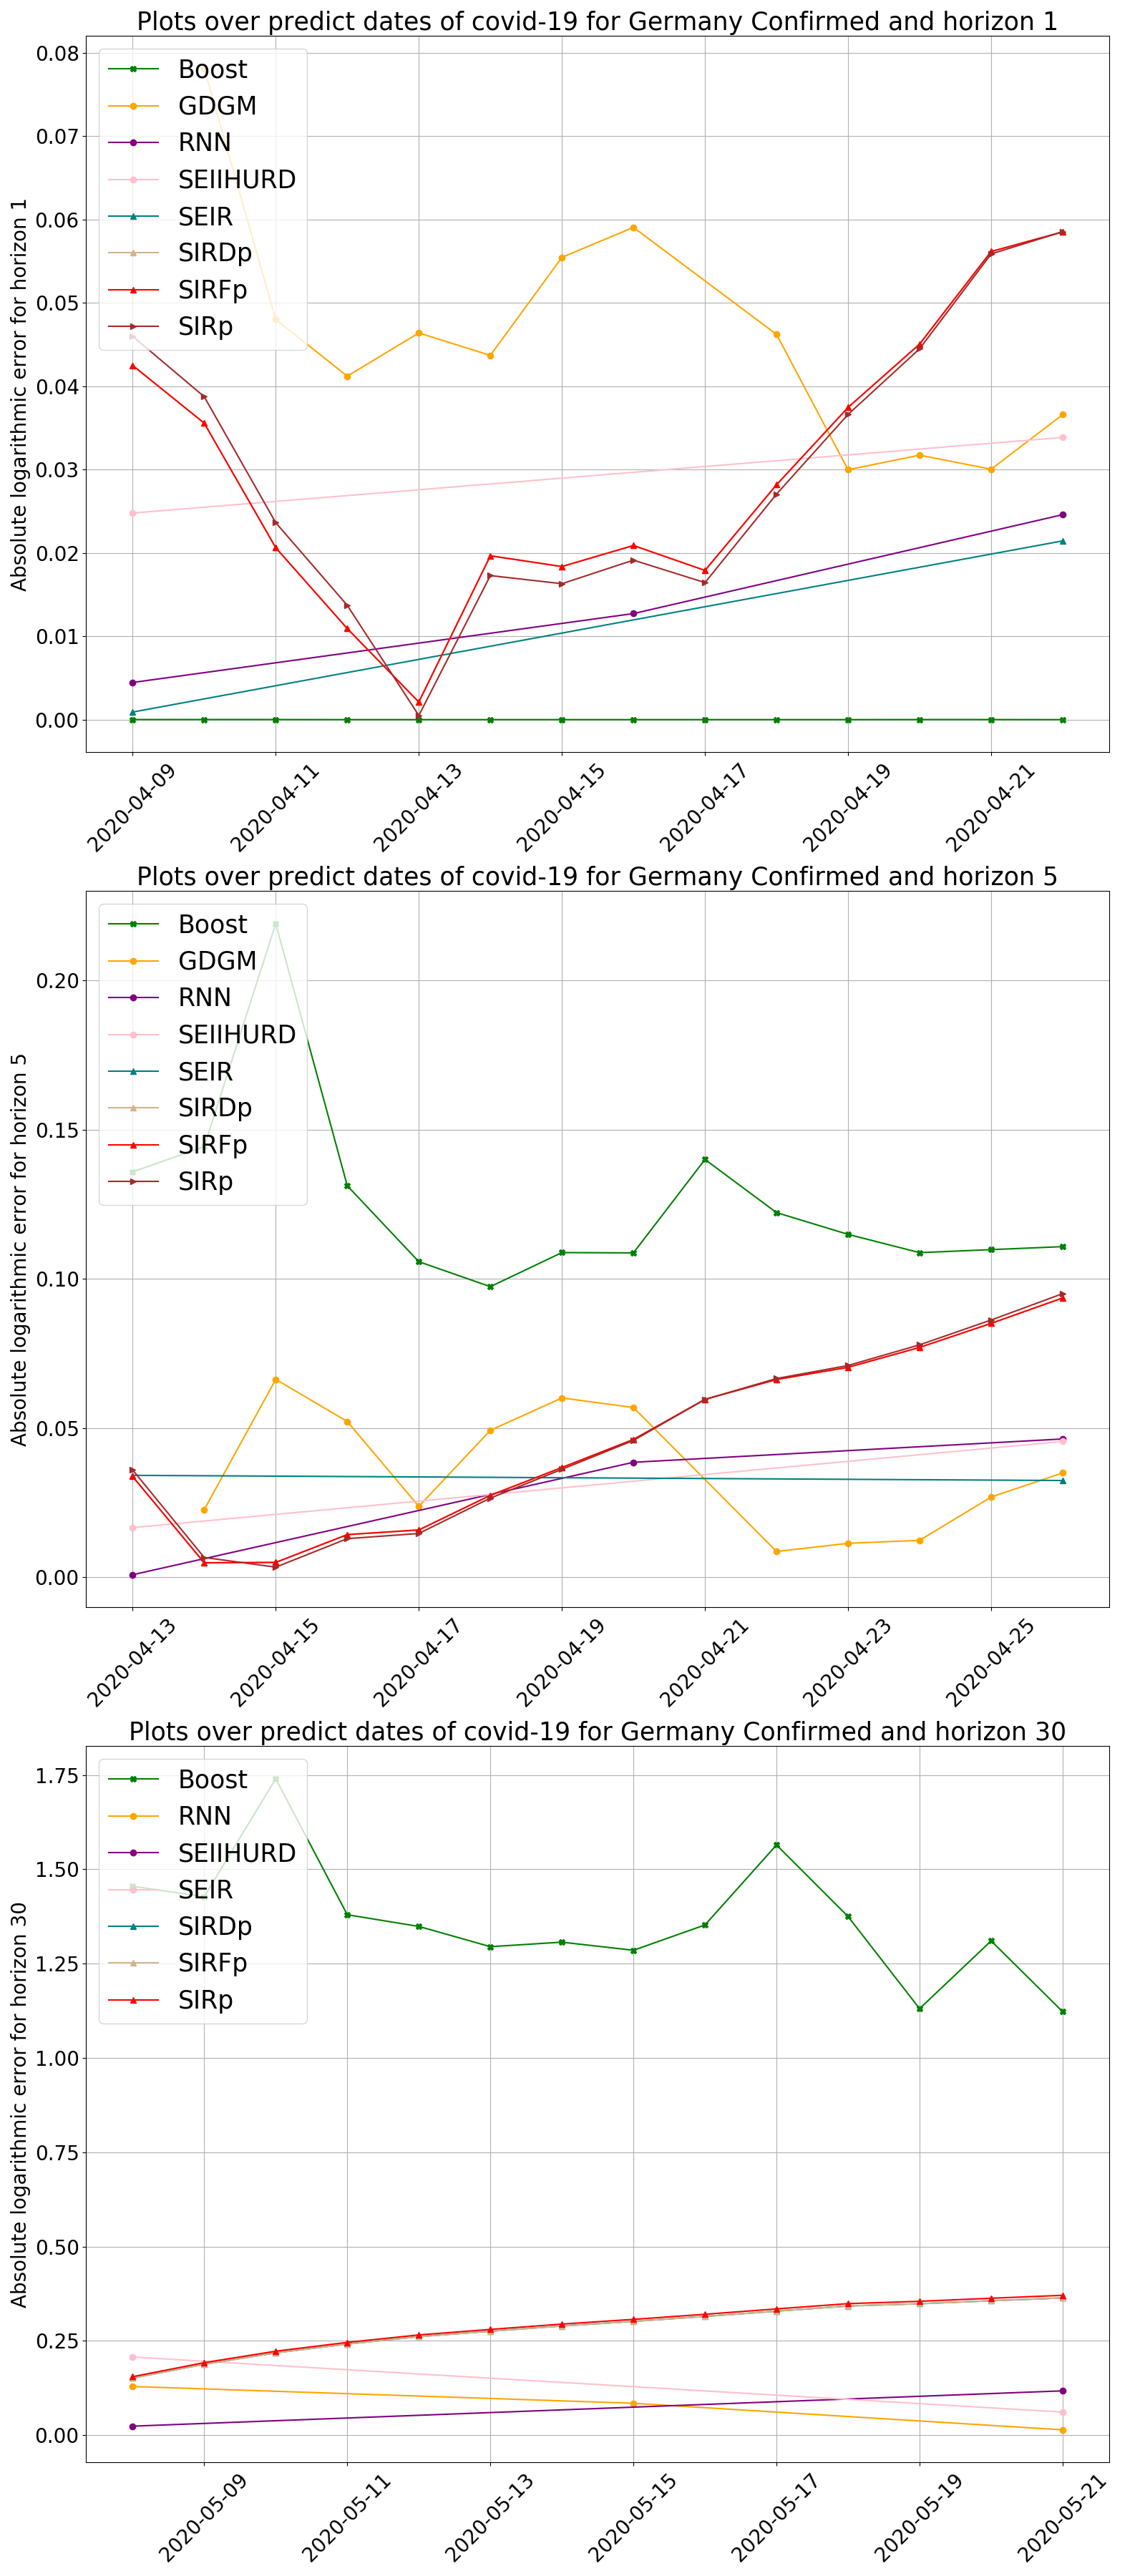 Plots over predict dates of covid-19 for Germany Confirmed and horizon 1
Absolute logarithmic error for horizon 1
0.08
0.07
0.06
0.05
0.04
0.03
0.02
0.01
0.00
Boost
GDGM
RNN
SEIIHURD
SEIR
SIRDp
SIRFp
SIRp
2020-04-09
2020-04-11
2020-04-13
2020-04-15
2020-04-17
2020-04-19
2020-04-21
Plots over predict dates of covid-19 for Germany Confirmed and horizon 5
Absolute logarithmic error for horizon 5
0.20
0.15
0.10
0.05
0.00
Boost
GDGM
RNN
SEIIHURD
SEIR
SIRDp
SIRFp
SIRp
2020-04-13
2020-04-15
2020-04-17
2020-04-19
2020-04-21
2020-04-23
2020-04-25
Plots over predict dates of covid-19 for Germany Confirmed and horizon 30
Absolute logarithmic error for horizon 30
1.75
1.50
1.25
1.00
0.75
0.50
0.25
0.00
Boost
RNN
SEIIHURD
SEIR
SIRDp
SIRFp
SIRp
2020-05-09
2020-05-11
2020-05-13
2020-05-15
2020-05-17
2020-05-19
2020-05-21